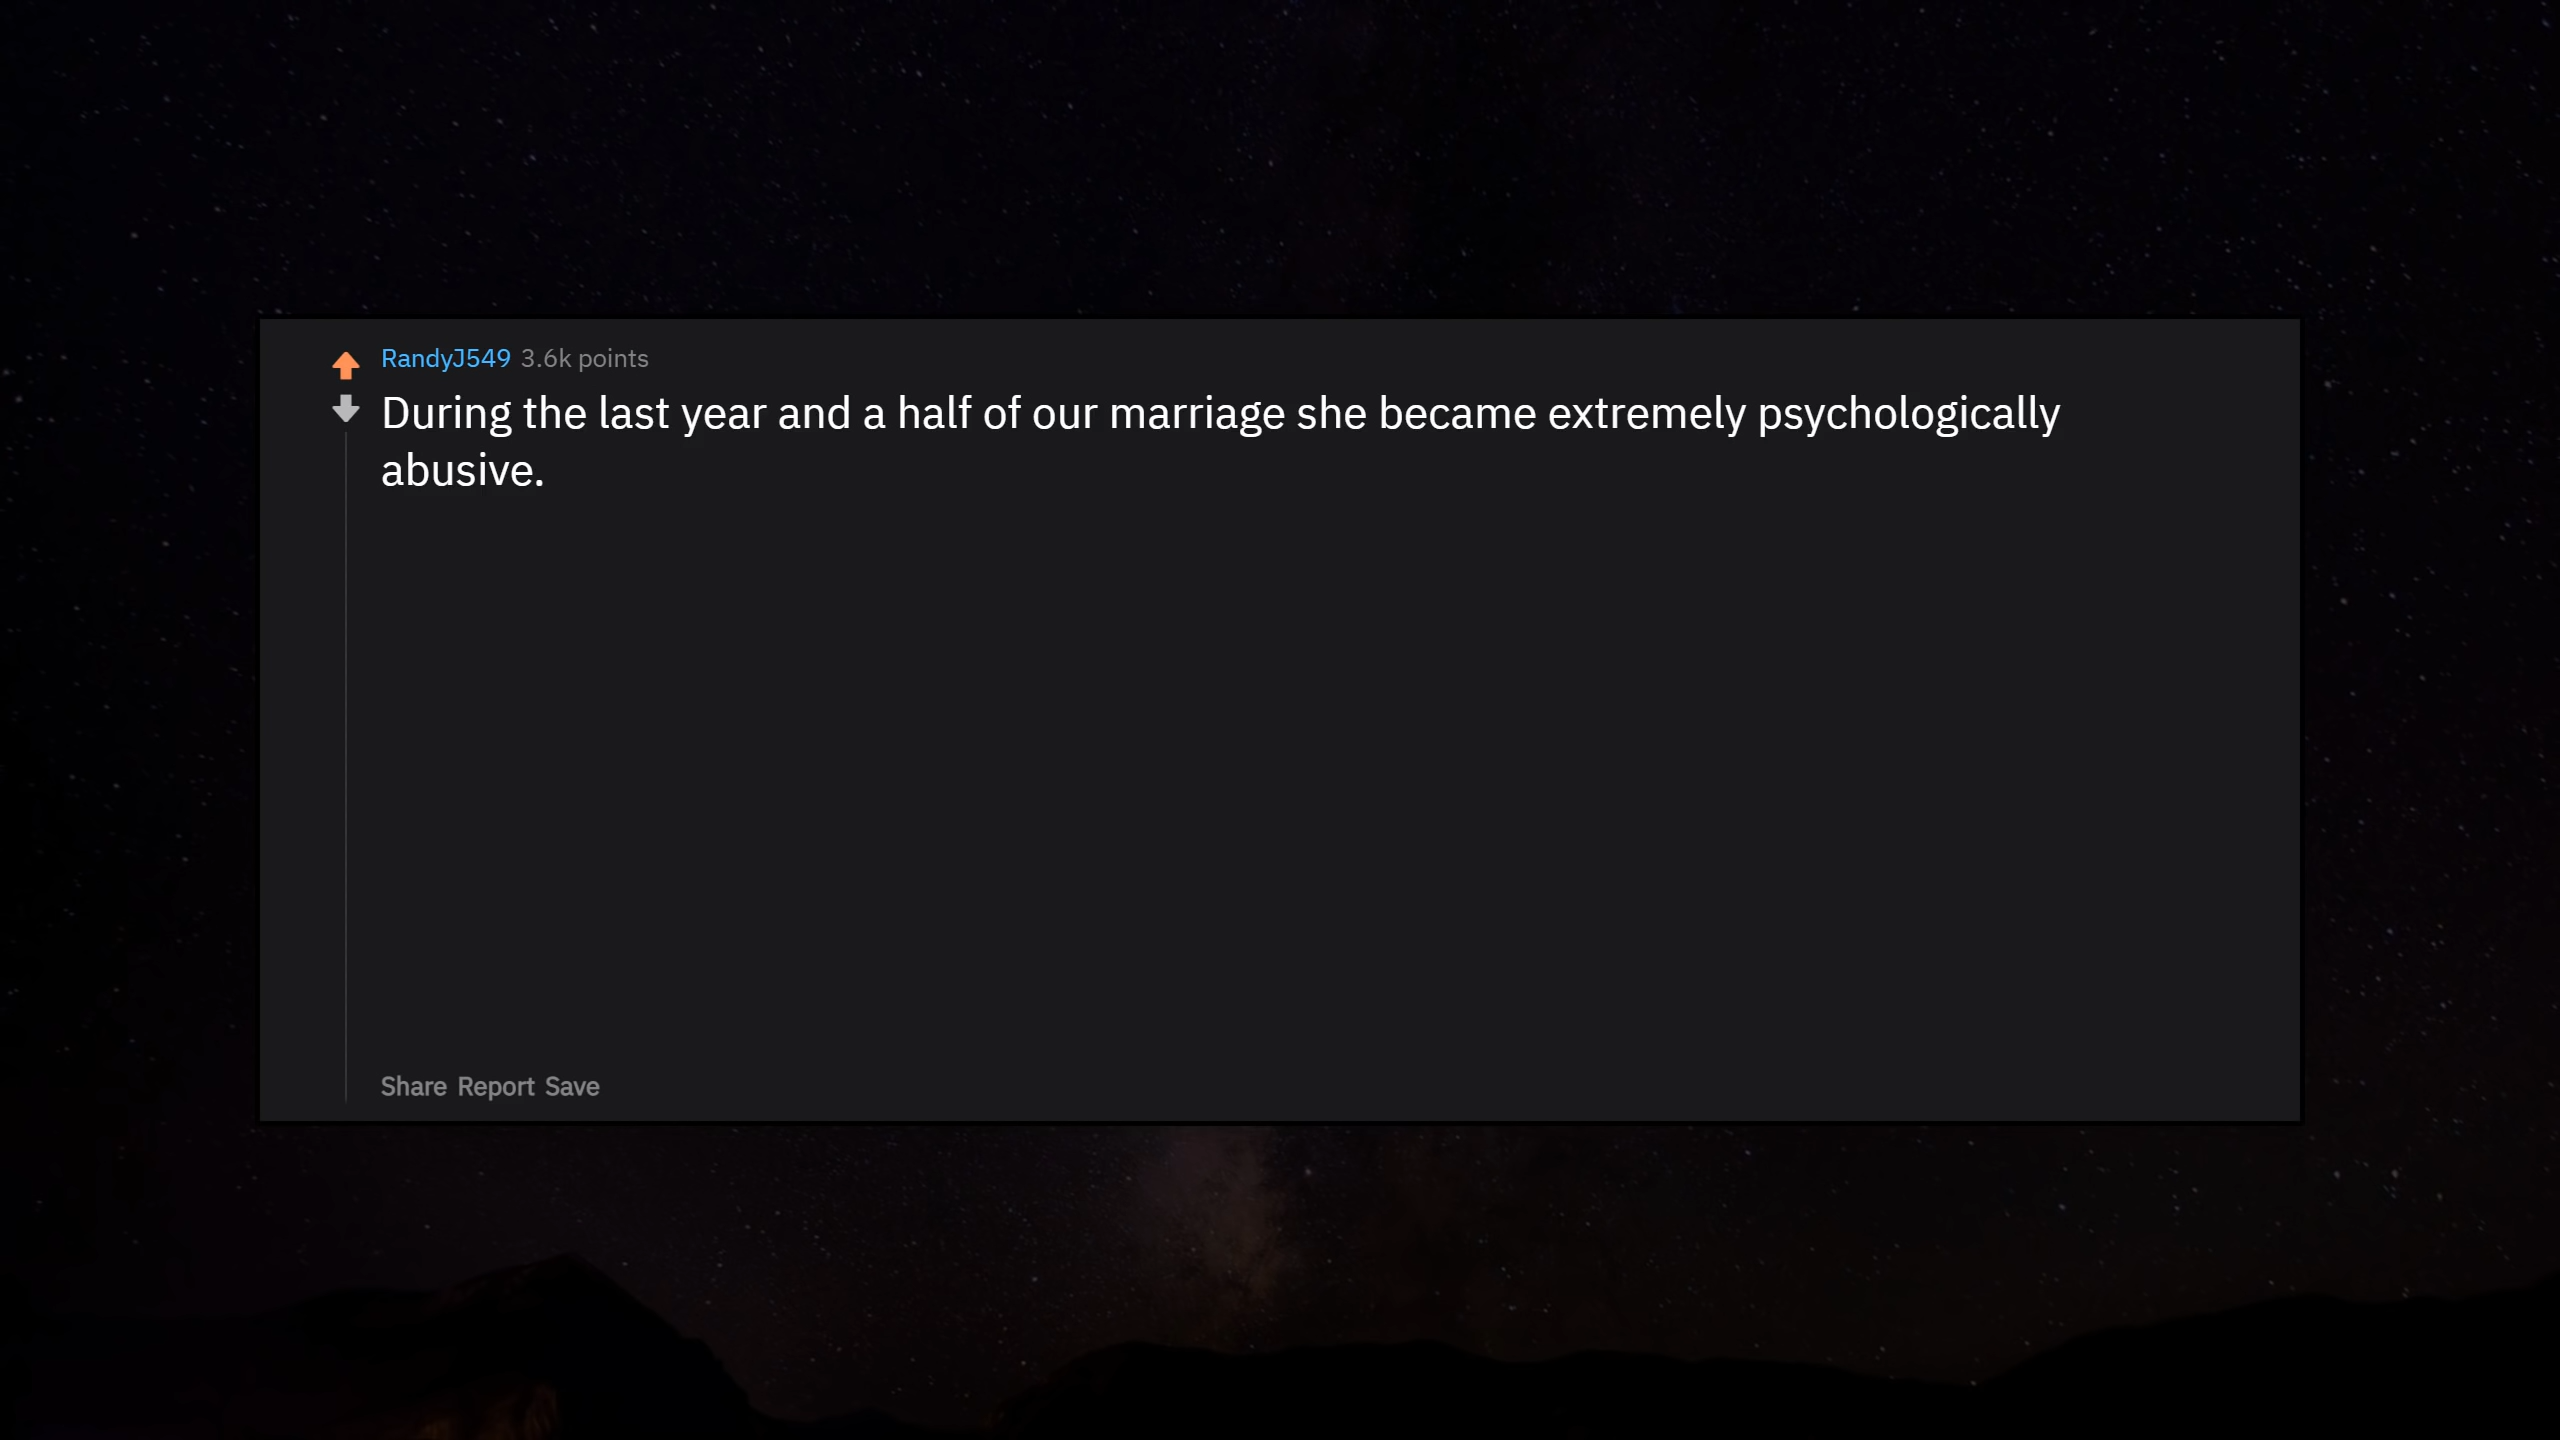 RandyJ549 3.6k points
During the last year and a half of our marriage she became extremely psychologically
abusive.
Share Report Save